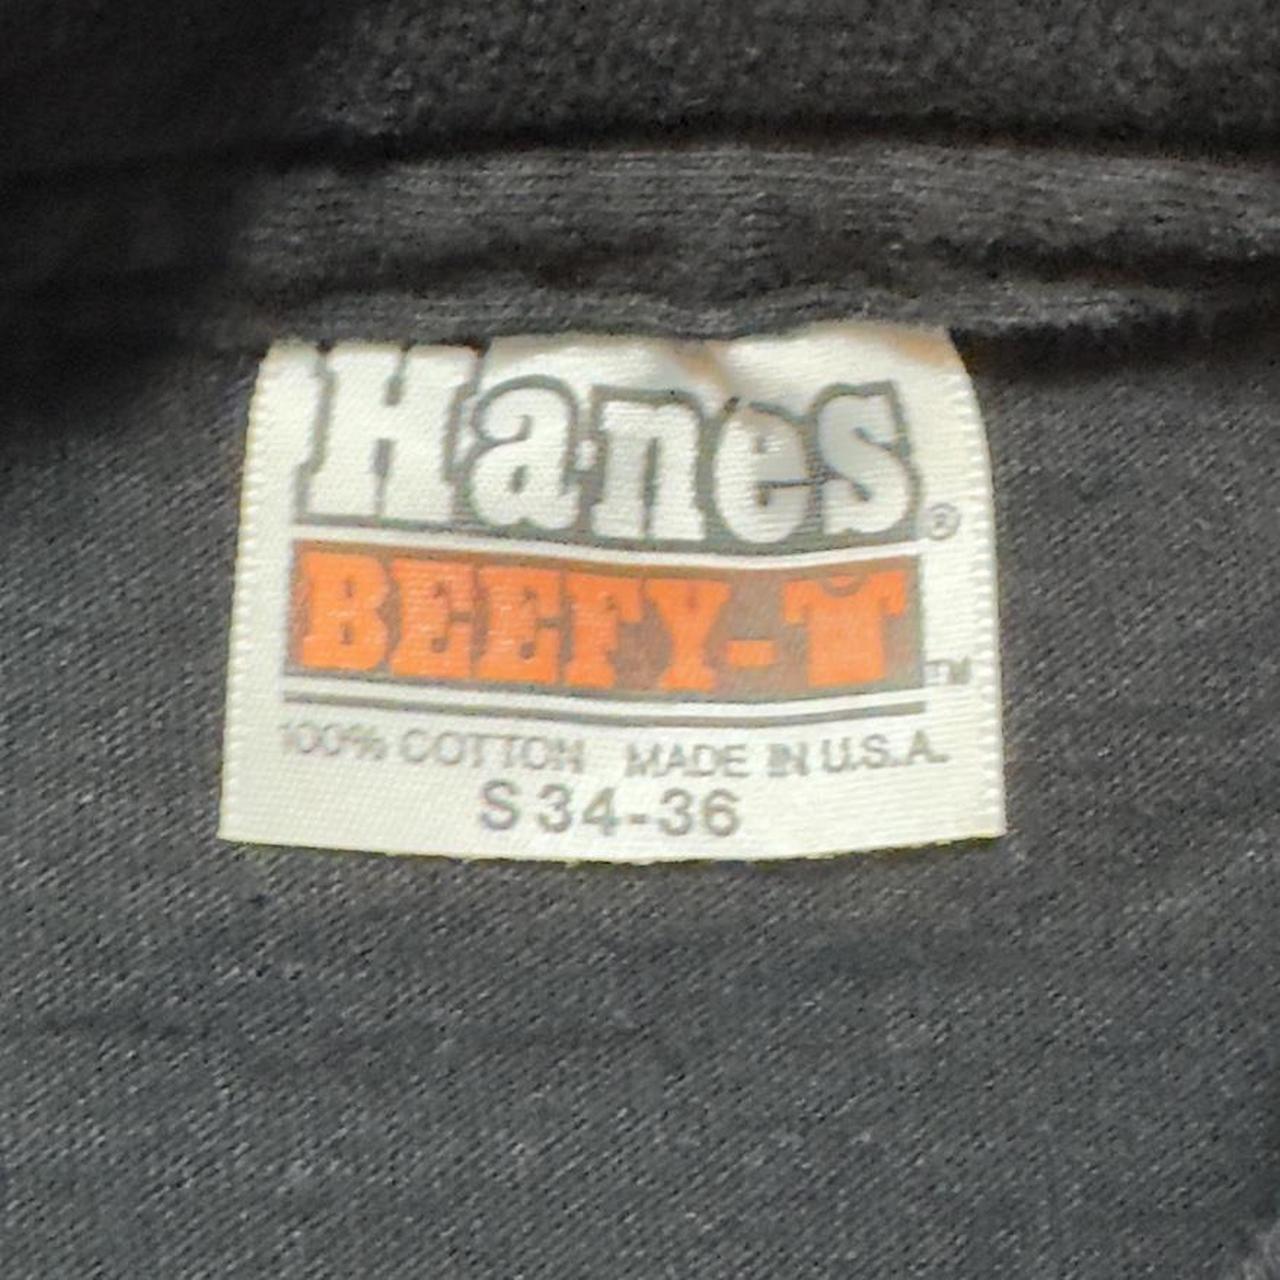 Hanes®
BEEFY-T™
100% COTTON MADE IN U.S.A.
S 34-36